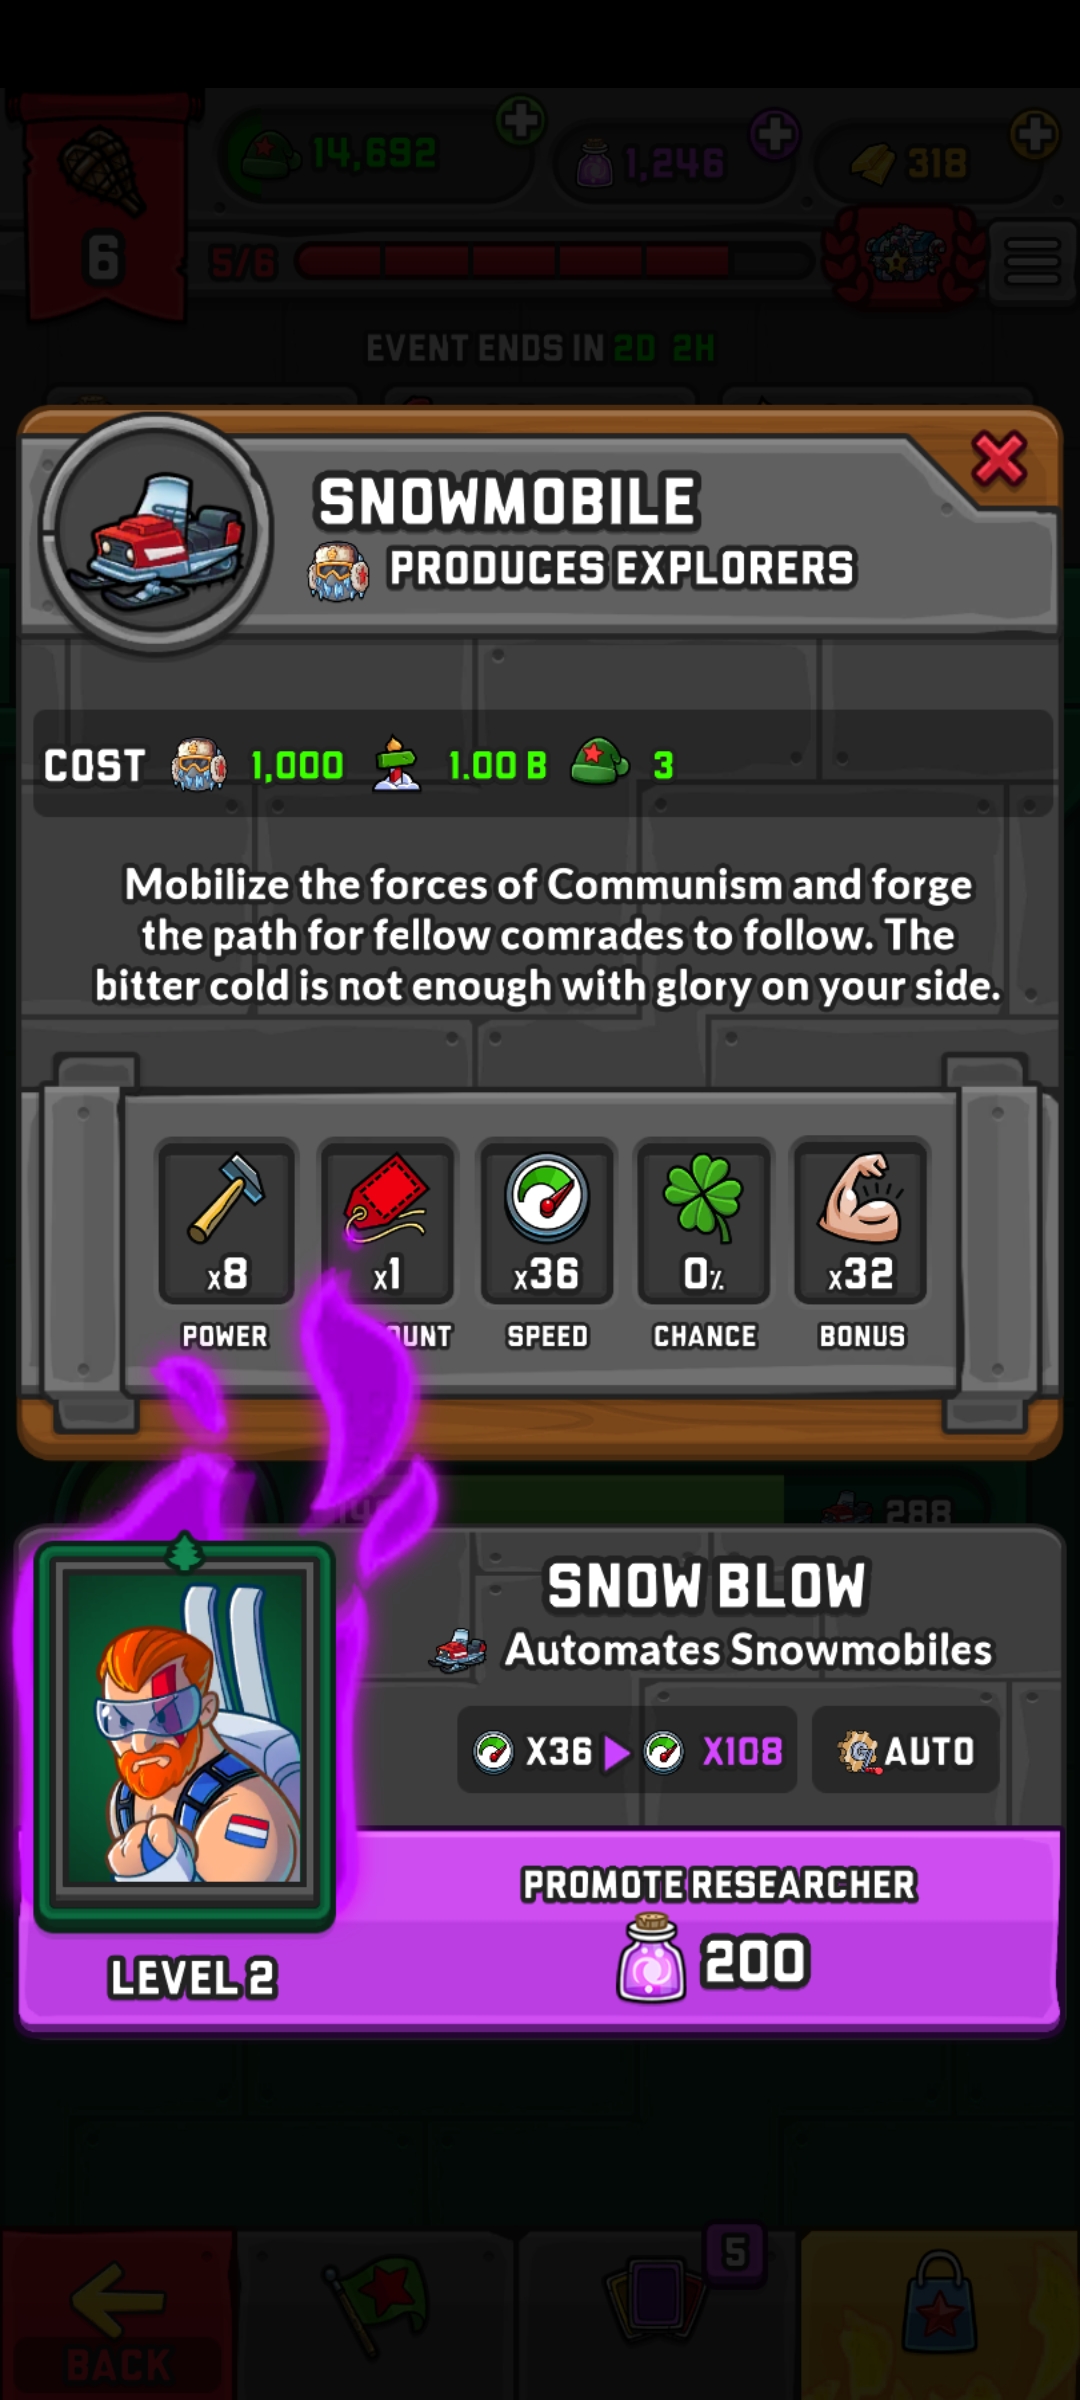 14,692
1,246
318
6
5/6
EVENT ENDS IN 2D 2H
SNOWMOBILE
PRODUCES EXPLORERS
COST 1,000 1.00 B 3
Mobilize the forces of Communism and forge
the path for fellow comrades to follow. The
bitter cold is not enough with glory on your side.
x8 x1 x36 0% x32
POWER SPEED CHANCE BONUS
288
SNOW BLOW
Automates Snowmobiles
X36 X108 AUTO
PROMOTE RESEARCHER
200
LEVEL 2
5
BACK